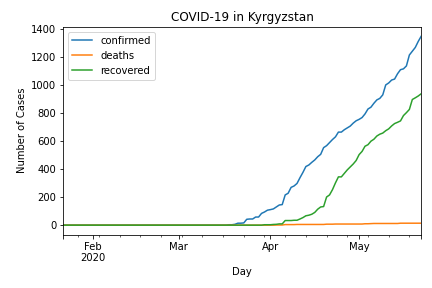 COVID-19 in Kyrgyzstan
1400
1200
1000
800
600
400
200
0
Number of Cases
confirmed
deaths
recovered
Feb
2020
Mar
Apr
May
Day